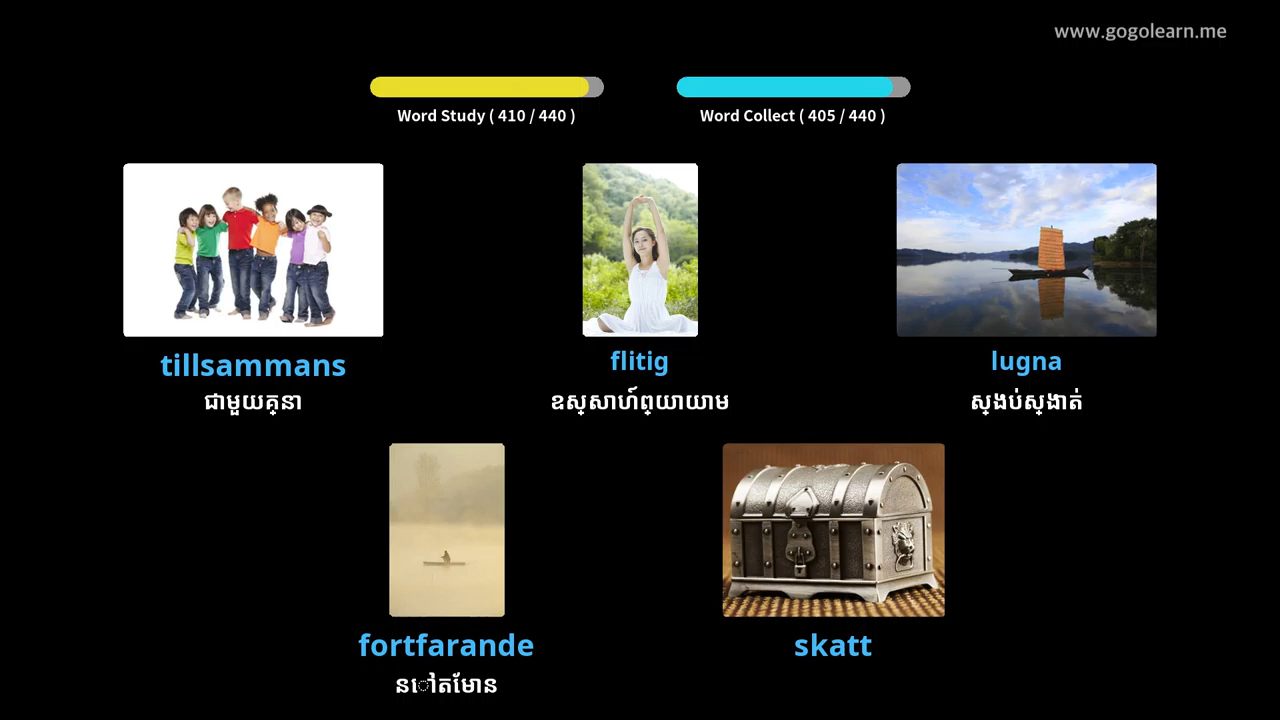 www.gogolearn.me
Word Study ( 410 / 440 )
Word Collect ( 405 / 440 )
tillsammans
flitig
lugna
ជាមួយគ្នា
ឧស្សាហ៍ព្យាយាម
ស្ងប់ស្ងាត់
fortfarande
skatt
នៅតែមាន